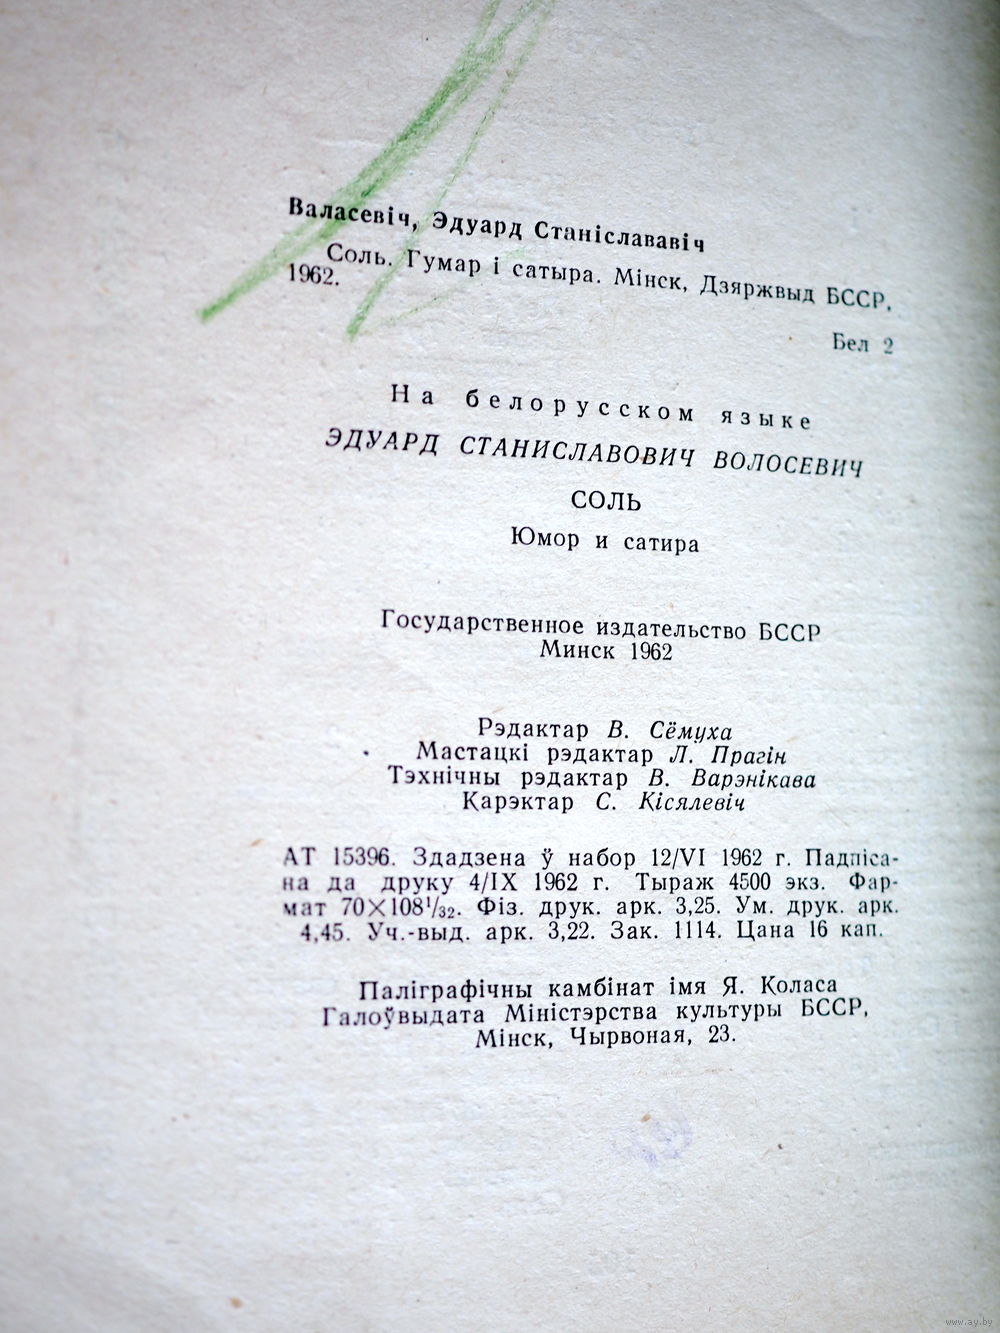 Валасевіч, Эдуард Станіслававіч
Соль. Гумар і сатыра. Мінск, Дзяржвыд БССР,
1962.
Бел 2
На белорусском языке
ЭДУАРД СТАНИСЛАВОВИЧ ВОЛОСЕВИЧ
СОЛЬ
Юмор и сатира
Государственное издательство БССР
Минск 1962
Рэдактар В. Сёмуха
Мастацкі рэдактар Л. Прагін
Тэхнічны рэдактар В. Варэнікава
Карэктар С. Кісялевіч
АТ 15396. Здадзена ў набор 12/VI 1962 г. Падпіса-
на да друку 4/IX 1962 г. Тыраж 4500 экз. Фар-
мат 70×108¹/₃₂. Фіз. друк. арк. 3,25. Ум. друк. арк.
4,45. Уч.-выд. арк. 3,22. Зак. 1114. Цана 16 кап.
Паліграфічны камбінат імя Я. Коласа
Галоўвыдата Міністэрства культуры БССР,
Мінск, Чырвоная, 23.
www.ay.by